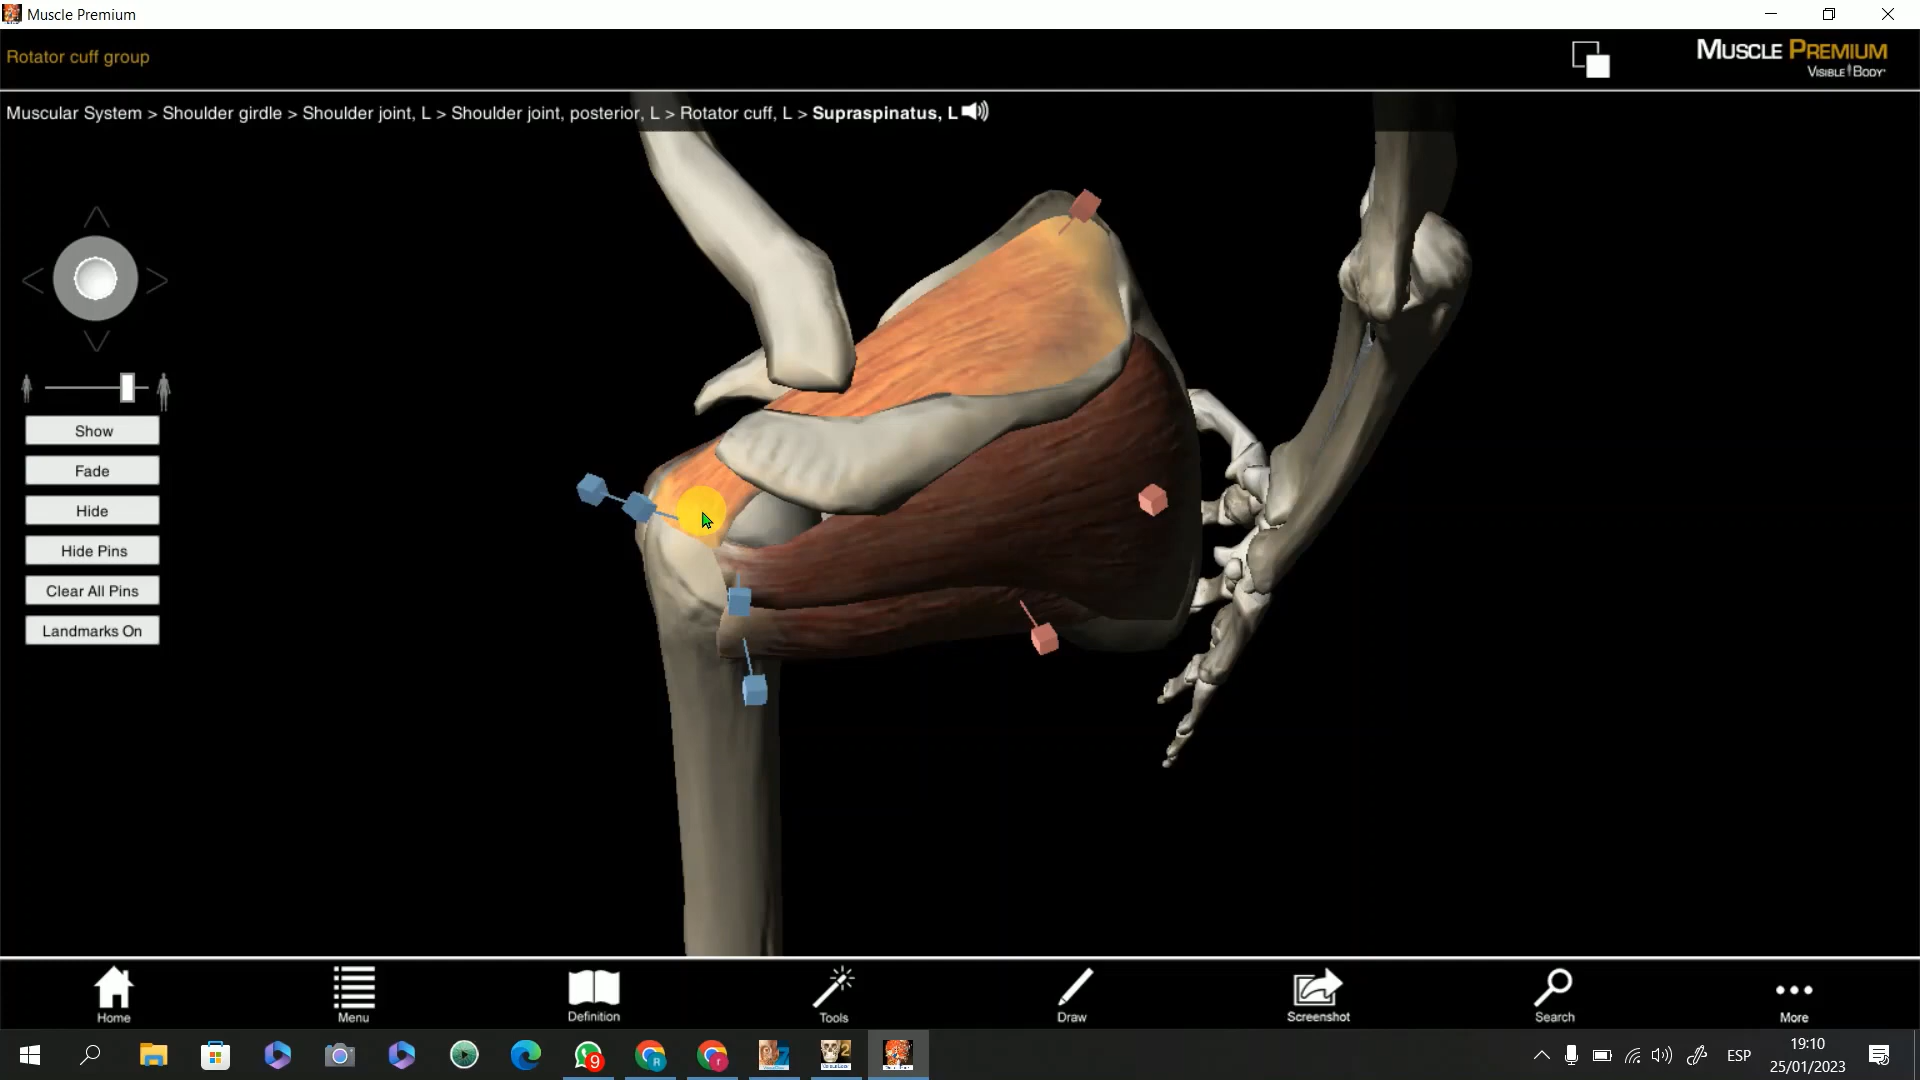 Muscle Premium
Rotator cuff group
MUSCLE PREMIUM
VISIBLE BODY®
Muscular System > Shoulder girdle > Shoulder joint, L > Shoulder joint, posterior, L > Rotator cuff, L > Supraspinatus, L
Show
Fade
Hide
Hide Pins
Clear All Pins
Landmarks On
Home
Menu
Definition
Tools
Draw
Screenshot
Search
More
9
R
r
ESP
19:10
25/01/2023